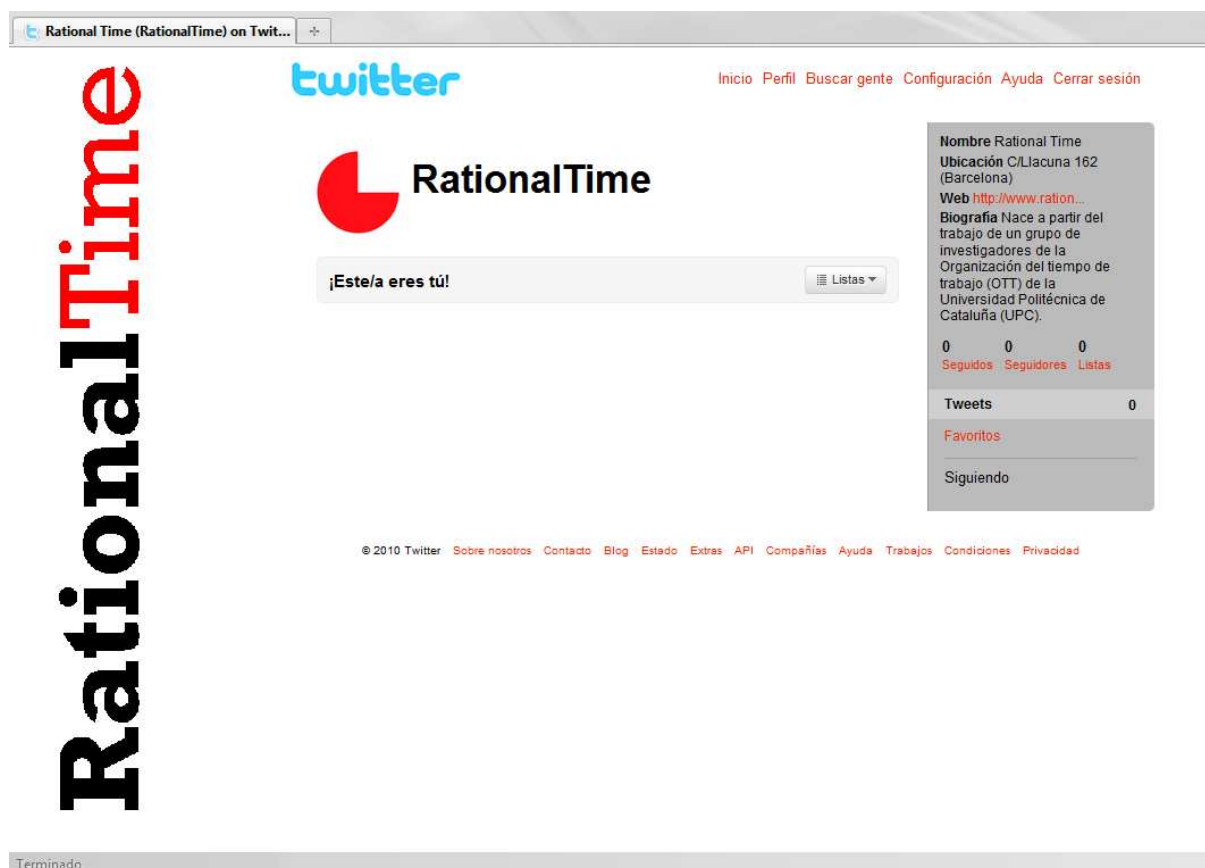 Rational Time (RationalTime) on Twit...
RationalTime
twitter
Inicio Perfil Buscar gente Configuración Ayuda Cerrar sesión
RationalTime
¡Este/a eres tú!
Listas
Nombre Rational Time
Ubicación C/Llacuna 162
(Barcelona)
Web http://www.ration...
Biografía Nace a partir del
trabajo de un grupo de
investigadores de la
Organización del tiempo de
trabajo (OTT) de la
Universidad Politécnica de
Cataluña (UPC).
0 0 0
Seguidos Seguidores Listas
Tweets 0
Favoritos
Siguiendo
© 2010 Twitter Sobre nosotros Contacto Blog Estado Extras API Compañías Ayuda Trabajos Condiciones Privacidad
Terminado